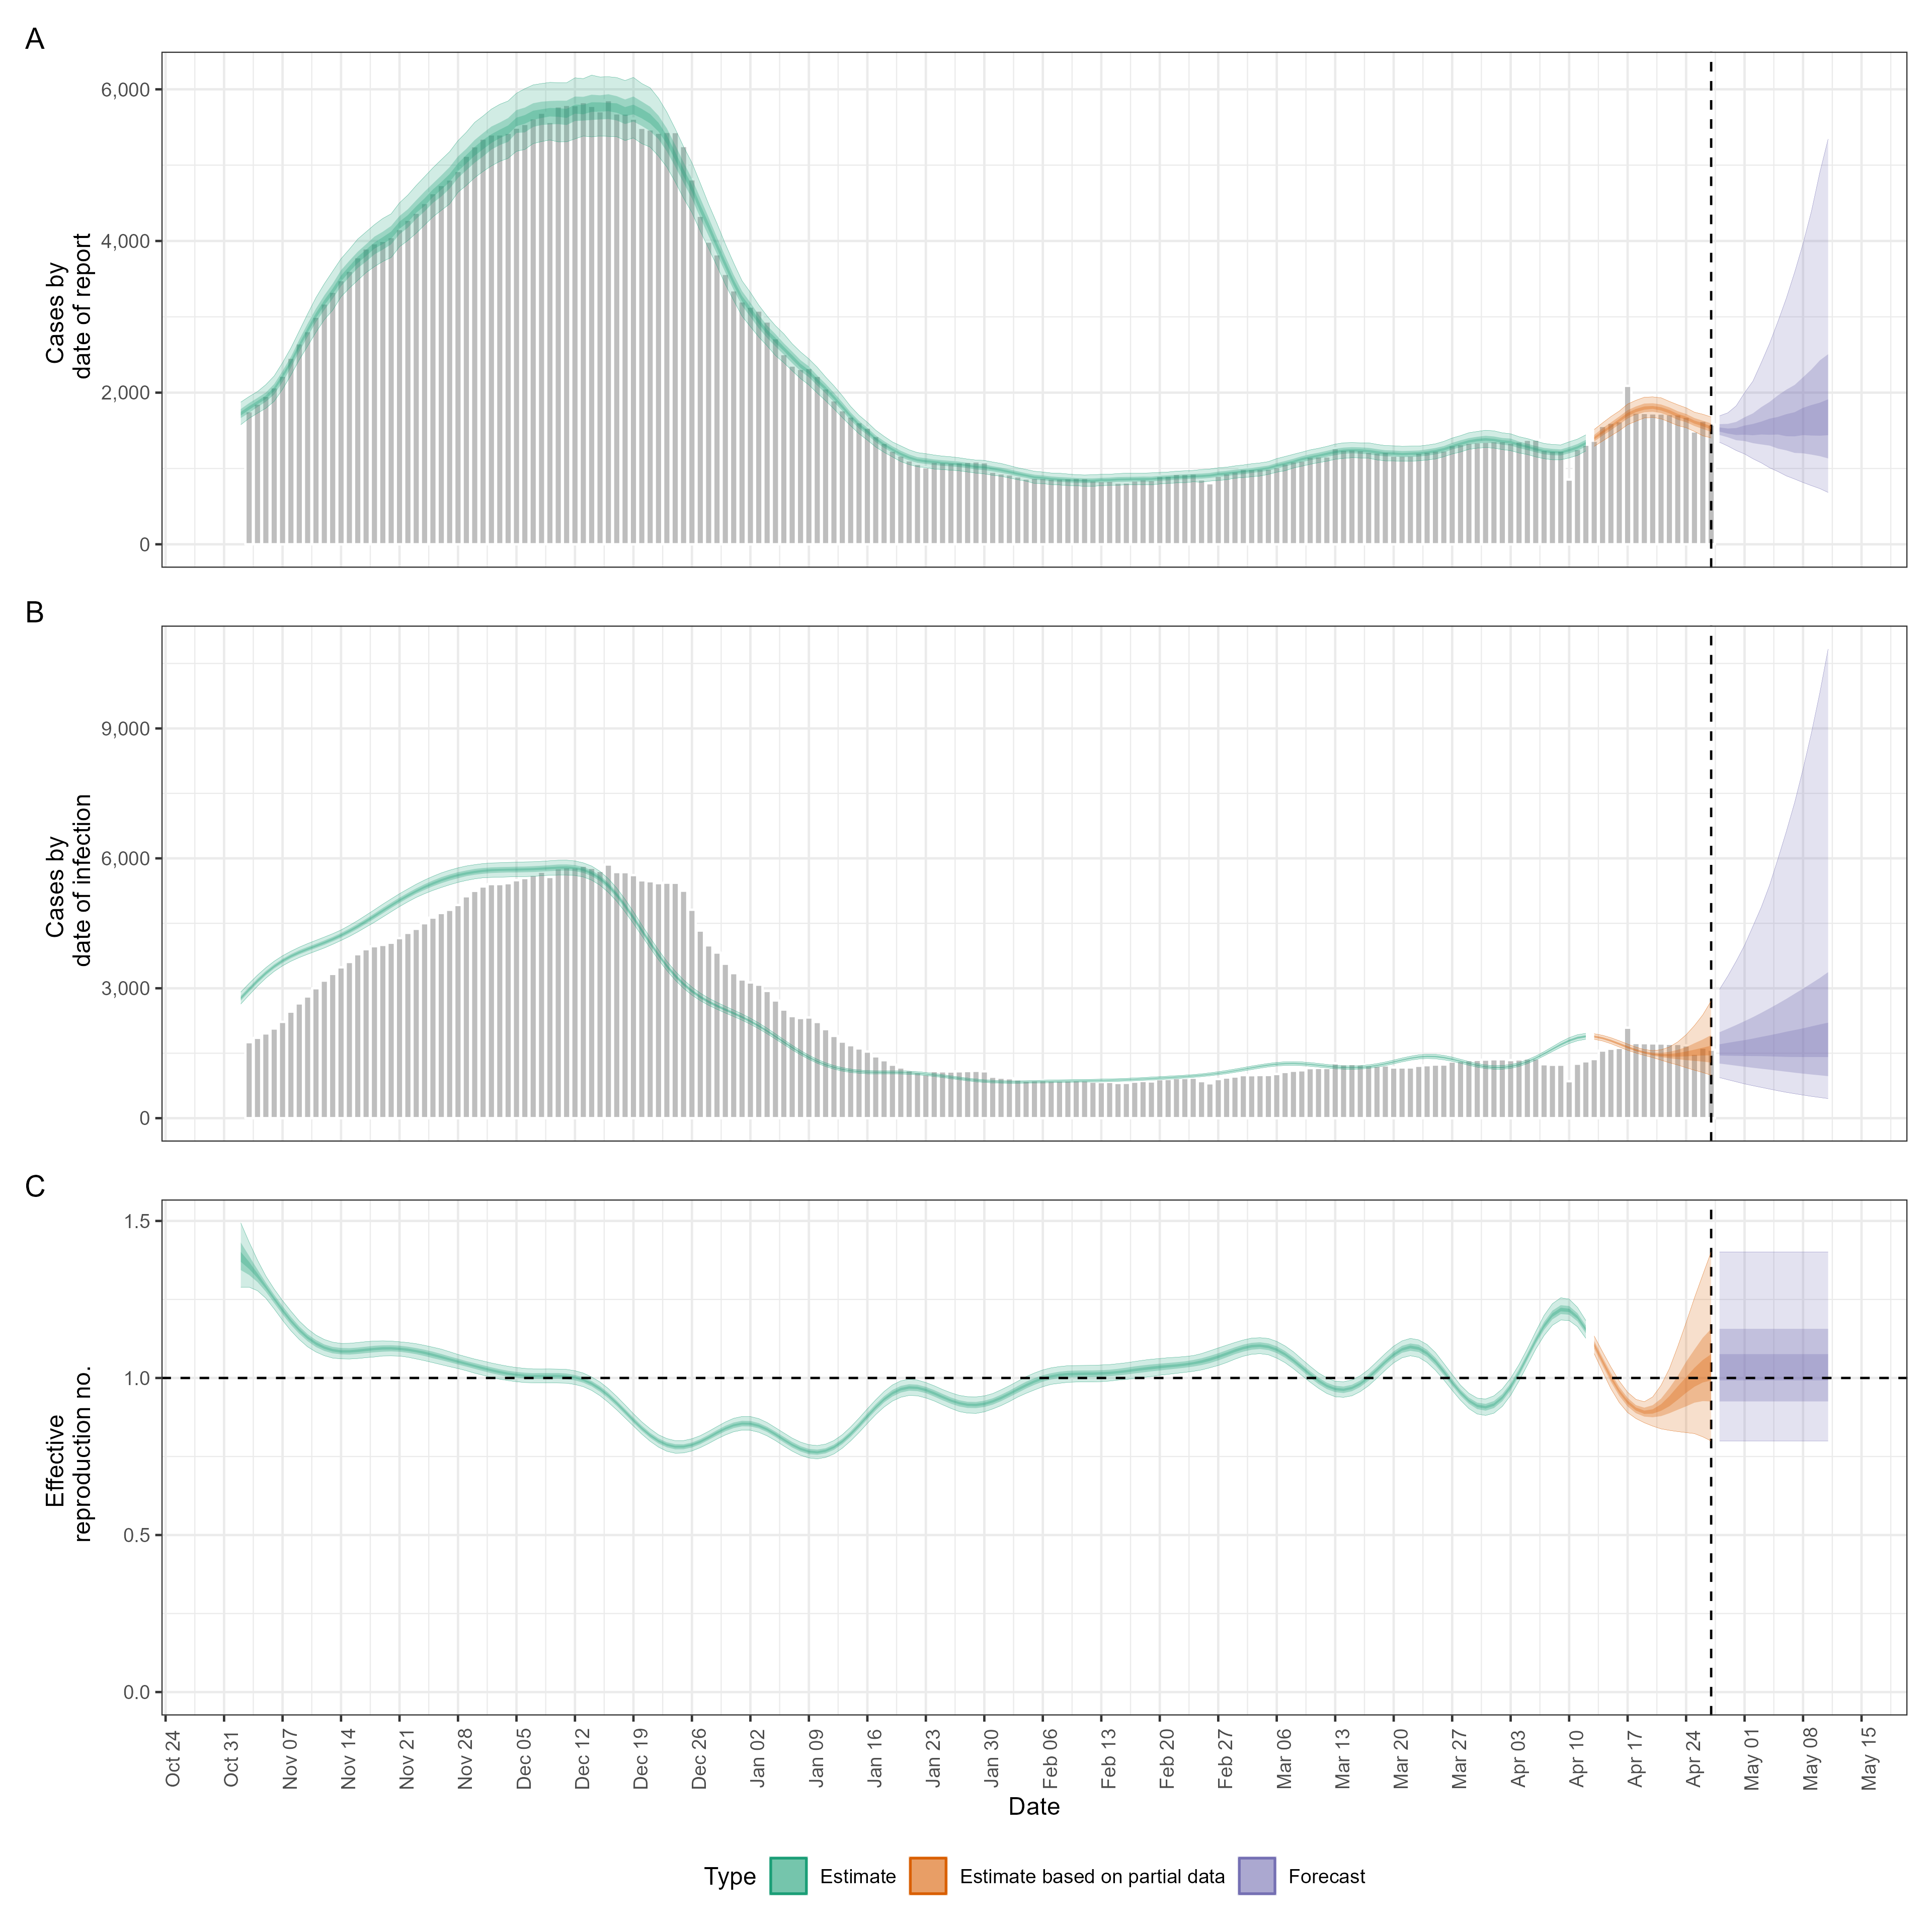 A
6,000
4,000
2,000
0
Cases by
date of report
B
9,000
6,000
3,000
0
Cases by
date of infection
C
1.5
1.0
0.5
0.0
Effective
reproduction no.
Oct 24
Oct 31
Nov 07
Nov 14
Nov 21
Nov 28
Dec 05
Dec 12
Dec 19
Dec 26
Jan 02
Jan 09
Jan 16
Jan 23
Jan 30
Feb 06
Feb 13
Feb 20
Feb 27
Mar 06
Mar 13
Mar 20
Mar 27
Apr 03
Apr 10
Apr 17
Apr 24
May 01
May 08
May 15
Date
Type Estimate Estimate based on partial data Forecast